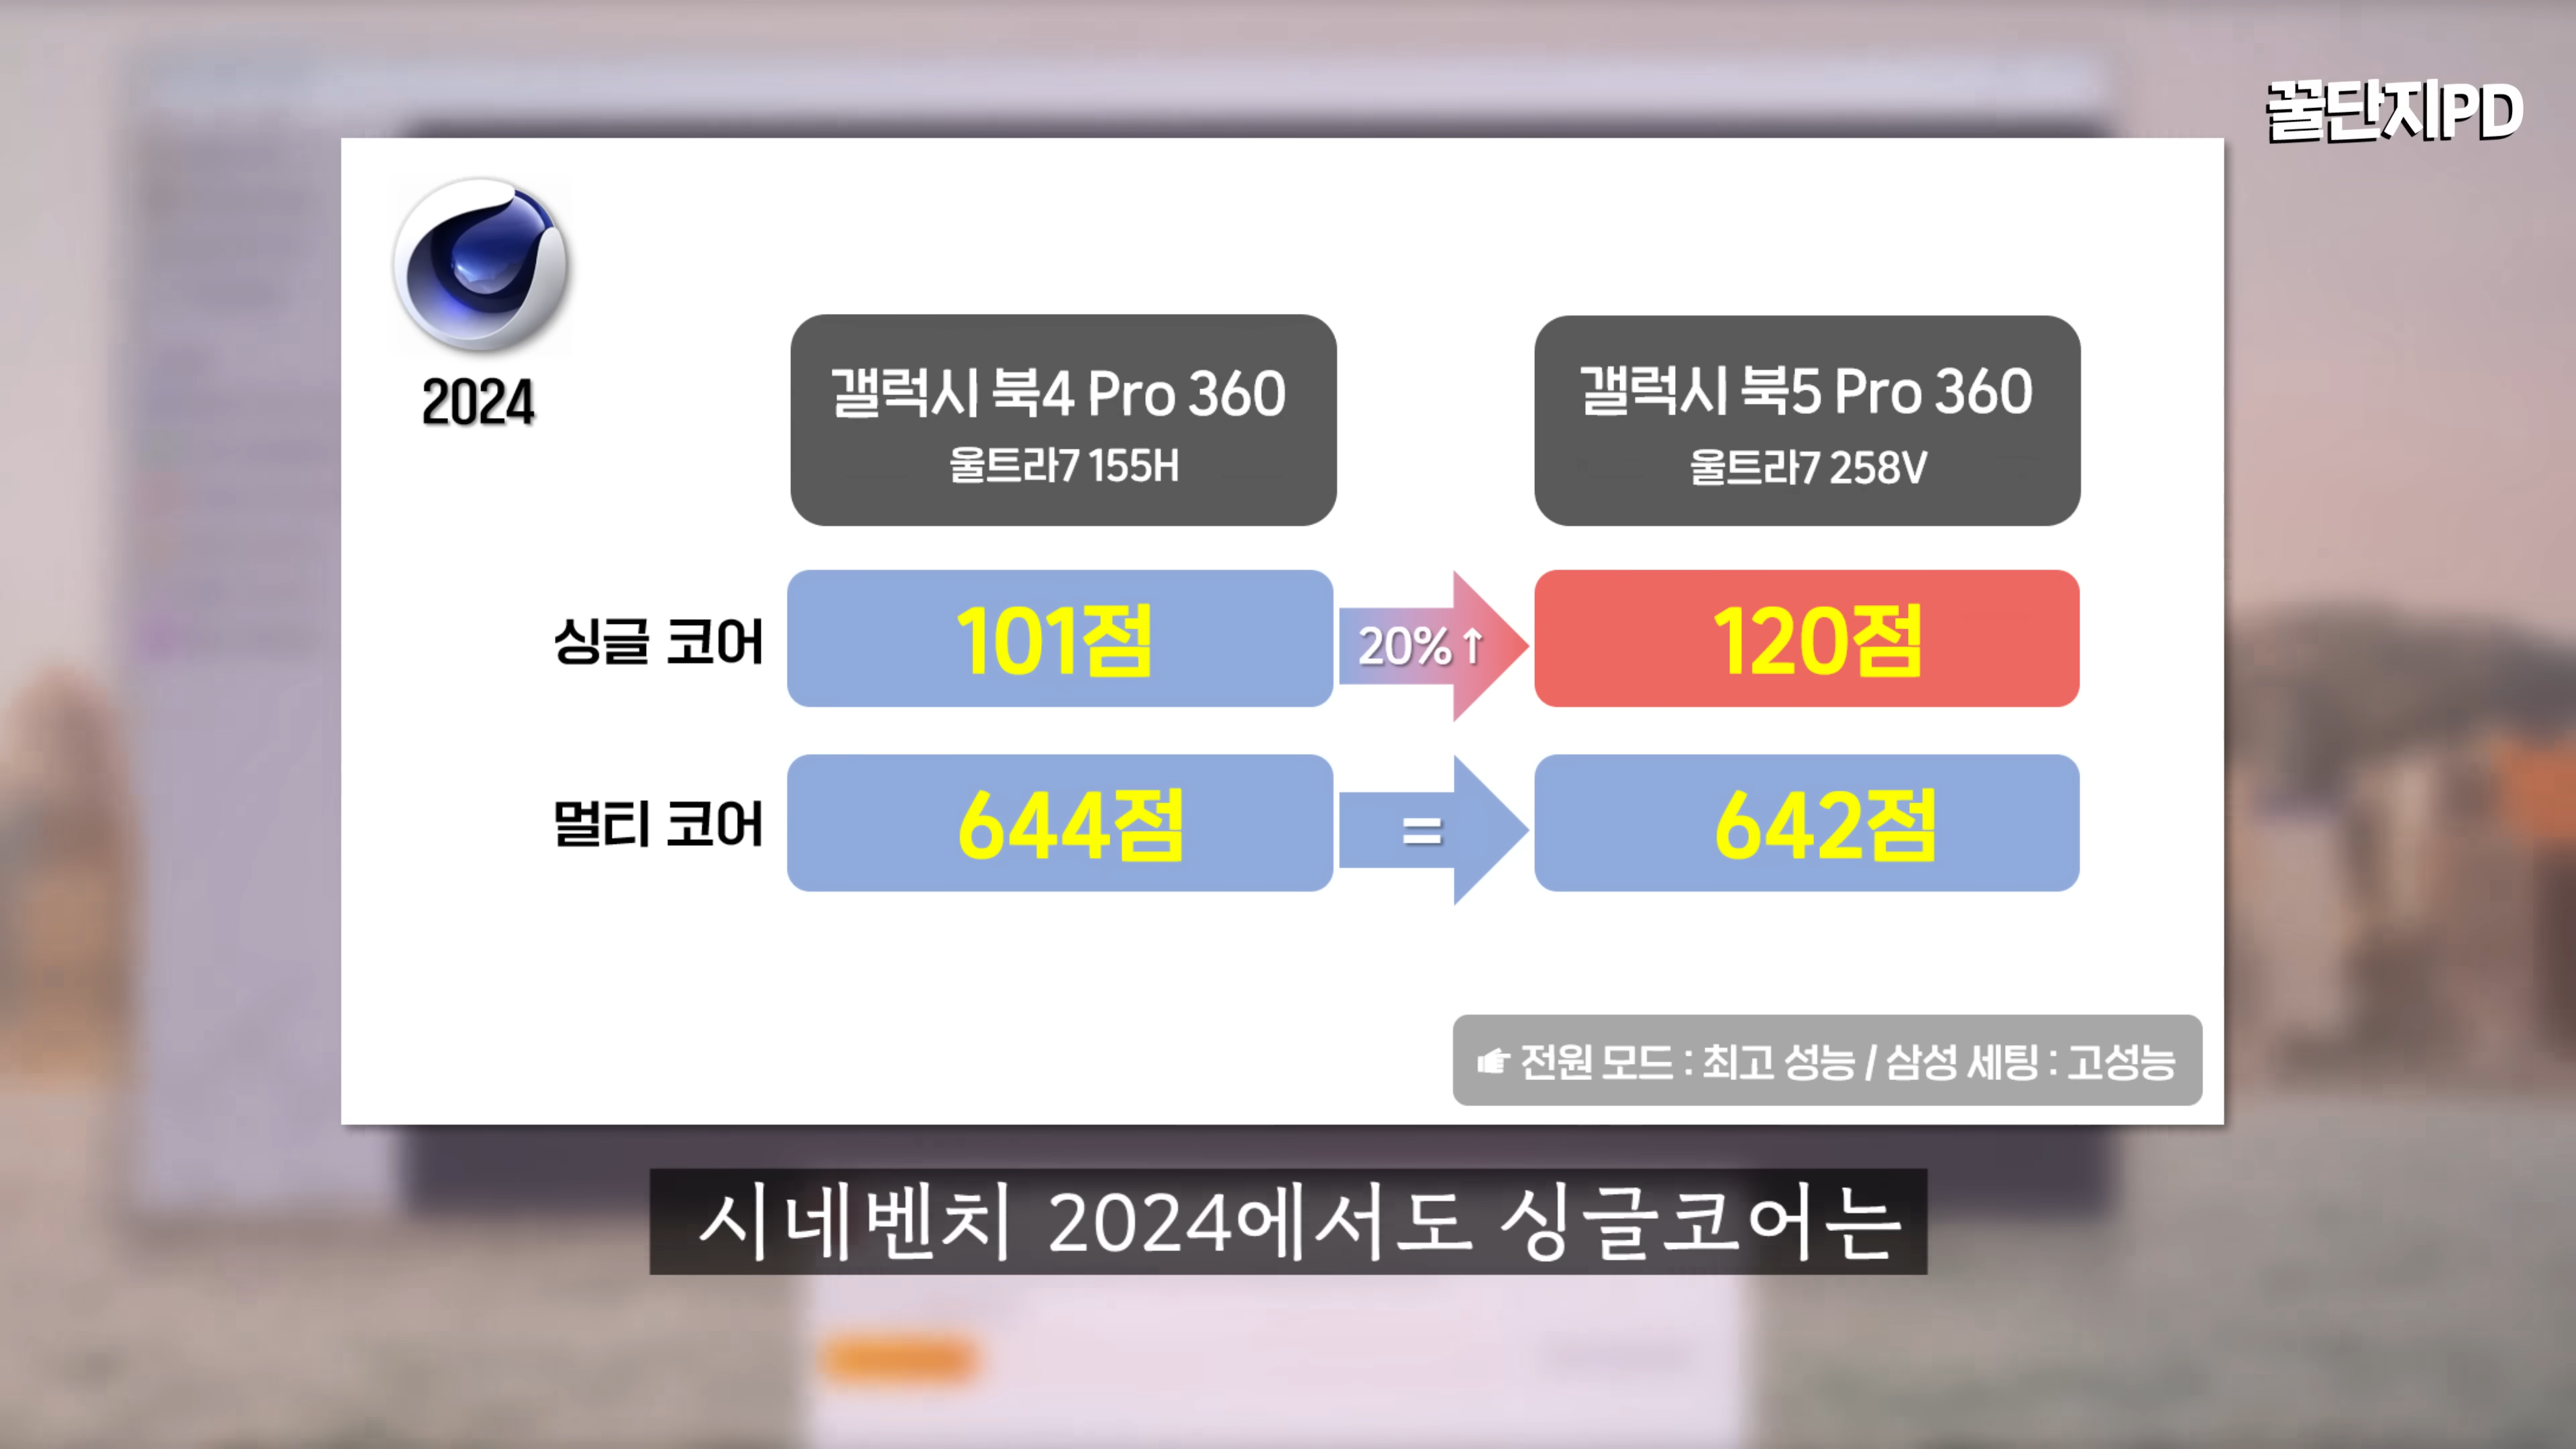 꿀단지PD
2024
갤럭시 북4 Pro 360
울트라7 155H
갤럭시 북5 Pro 360
울트라7 258V
싱글 코어
101점
20%↑
120점
멀티 코어
644점
=
642점
☛ 전원 모드 : 최고 성능 / 삼성 세팅 : 고성능
시네벤치 2024에서도 싱글코어는